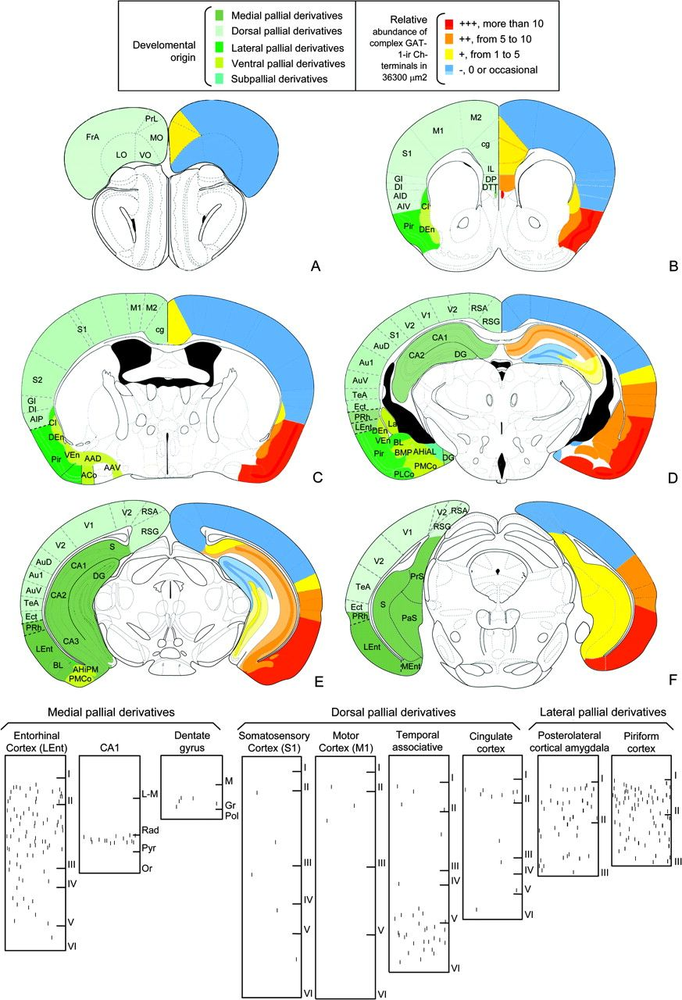 Develomental
origin
Medial pallial derivatives
Dorsal pallial derivatives
Lateral pallial derivatives
Ventral pallial derivatives
Subpallial derivatives
Relative
abundance of
complex GAT-
1-ir Ch-
terminals in
36300 µm2
+++, more than 10
++, from 5 to 10
+, from 1 to 5
-, 0 or occasional
PrL
FrA
MO
LO
VO
A
M2
M1
cg
S1
IL
GI
DP
DI
DTT
AID
AIV
Cl
Pir
DEn
B
M1
M2
S1
cg
S2
GI
DI
AIP
Cl
DEn
Pir
VEn
AAD
AAV
ACo
C
RSA
V2
V1
RSG
V2
S1
CA1
AuD
CA2
DG
Au1
AuV
TeA
Ect
PRh
La
LEnt
DEn
VEn
BL
Pir
BMP
AHiAL
DG
PMCo
PLCo
D
V2
RSA
V1
RSG
V2
S
AuD
CA1
Au1
DG
AuV
CA2
TeA
Ect
PRh
CA3
LEnt
BL
AHiPM
PMCo
E
V2
RSA
RSG
V1
V2
PrS
TeA
Ect
S
PRh
PaS
LEnt
MEnt
F
Medial pallial derivatives
Dorsal pallial derivatives
Lateral pallial derivatives
Entorhinal
Cortex (LEnt)
I
II
III
IV
V
VI
CA1
L-M
Rad
Pyr
Or
Dentate
gyrus
M
Gr
Pol
Somatosensory
Cortex (S1)
I
II
III
IV
V
VI
Motor
Cortex (M1)
I
II
III
V
VI
Temporal
associative
I
II
III
IV
V
VI
Cingulate
cortex
I
II
III
IV
V
VI
Posterolateral
cortical amygdala
I
II
III
Piriform
cortex
I
II
III